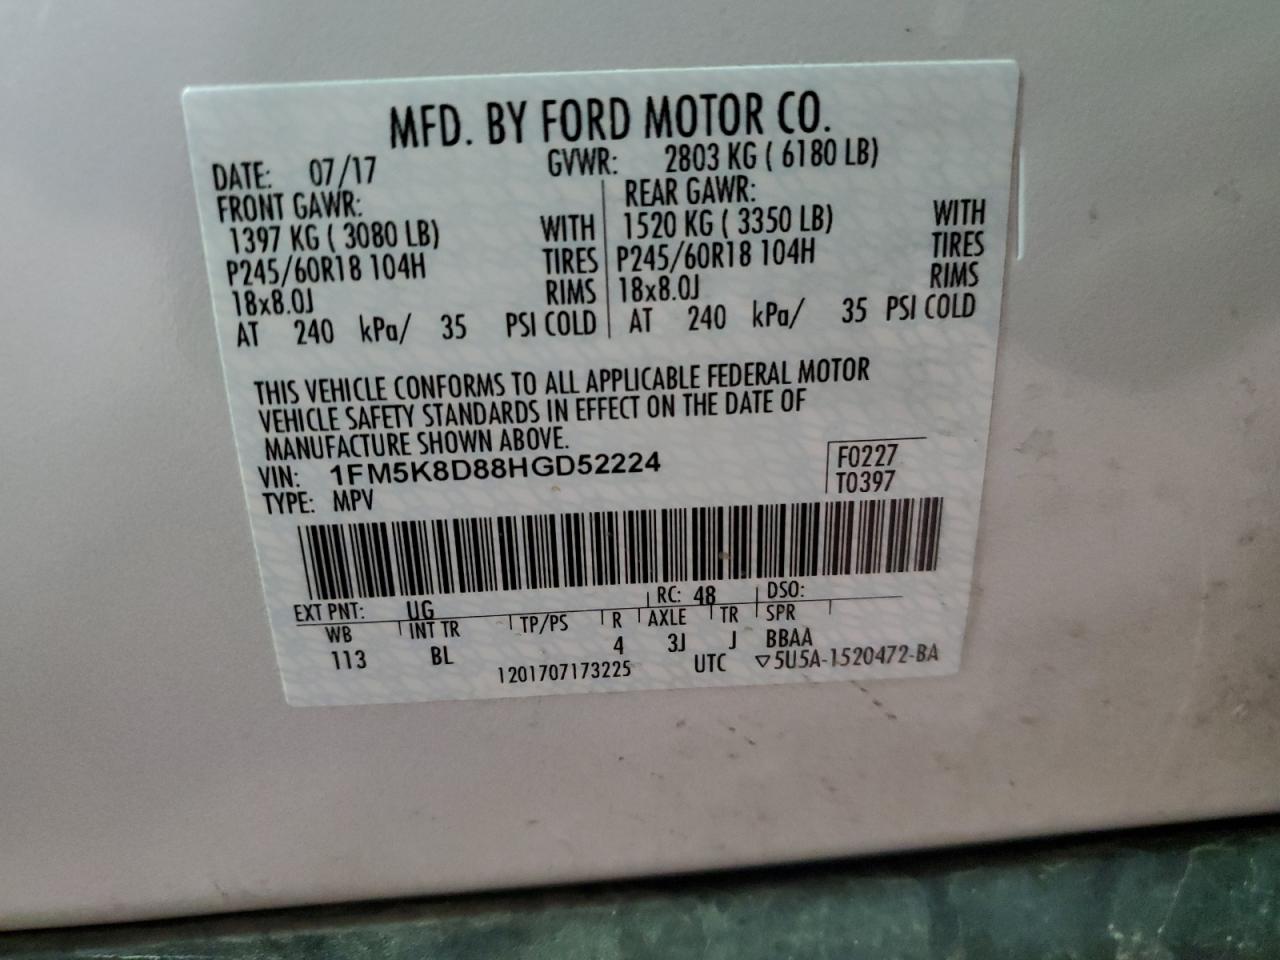 MFD. BY FORD MOTOR CO.
DATE: 07/17 GVWR: 2803 KG ( 6180 LB)
FRONT GAWR: REAR GAWR:
1397 KG ( 3080 LB) WITH 1520 KG ( 3350 LB) WITH
P245/60R18 104H TIRES P245/60R18 104H TIRES
18x8.0J RIMS 18x8.0J RIMS
AT 240 kPa/ 35 PSI COLD AT 240 kPa/ 35 PSI COLD
THIS VEHICLE CONFORMS TO ALL APPLICABLE FEDERAL MOTOR
VEHICLE SAFETY STANDARDS IN EFFECT ON THE DATE OF
MANUFACTURE SHOWN ABOVE.
VIN: 1FM5K8D88HGD52224 F0227
TYPE: MPV T0397
EXT PNT: UG RC: 48 DSO:
WB INT TR TP/PS R AXLE TR SPR
113 BL 4 3J J BBAA
1201707173225 UTC ▽5U5A-1520472-BA